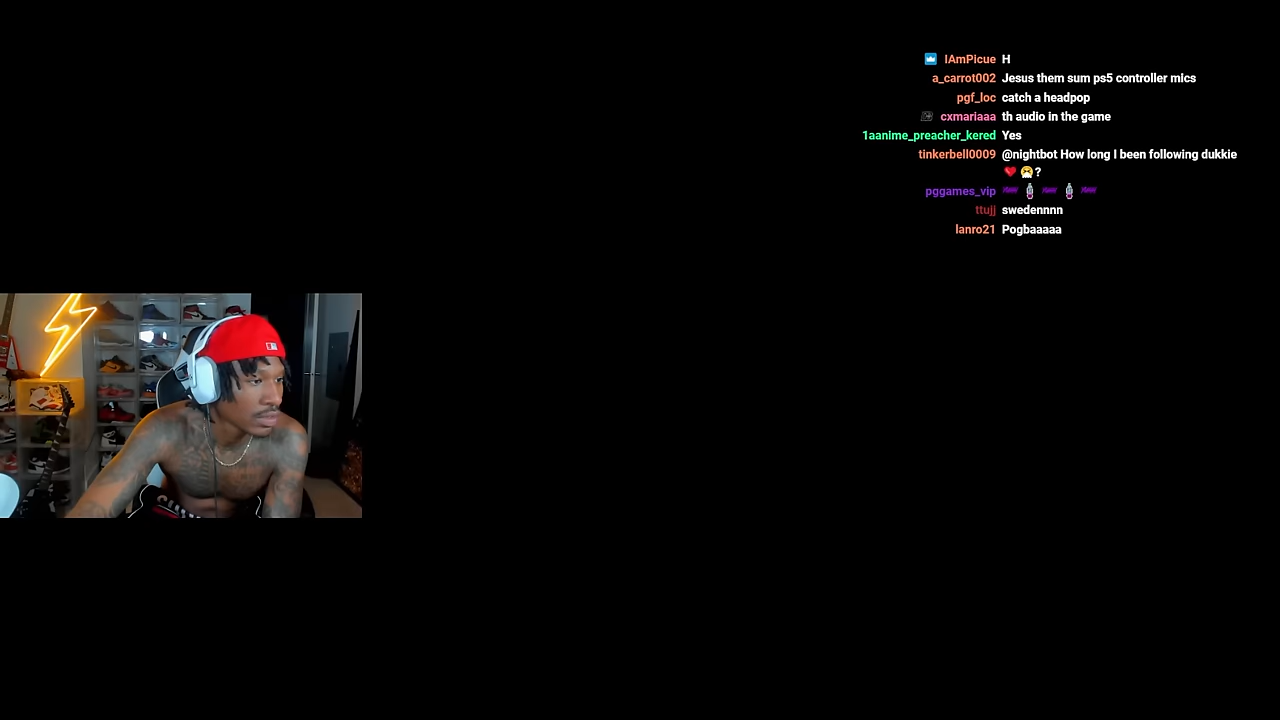 IAmPicue H
a_carrot002 Jesus them sum ps5 controller mics
pgf_loc catch a headpop
cxmariaaa th audio in the game
1aanime_preacher_kered Yes
tinkerbell0009 @nightbot How long I been following dukkie
❤️ 😷?
pggames_vip
ttujj swedennnn
lanro21 Pogbaaaaa